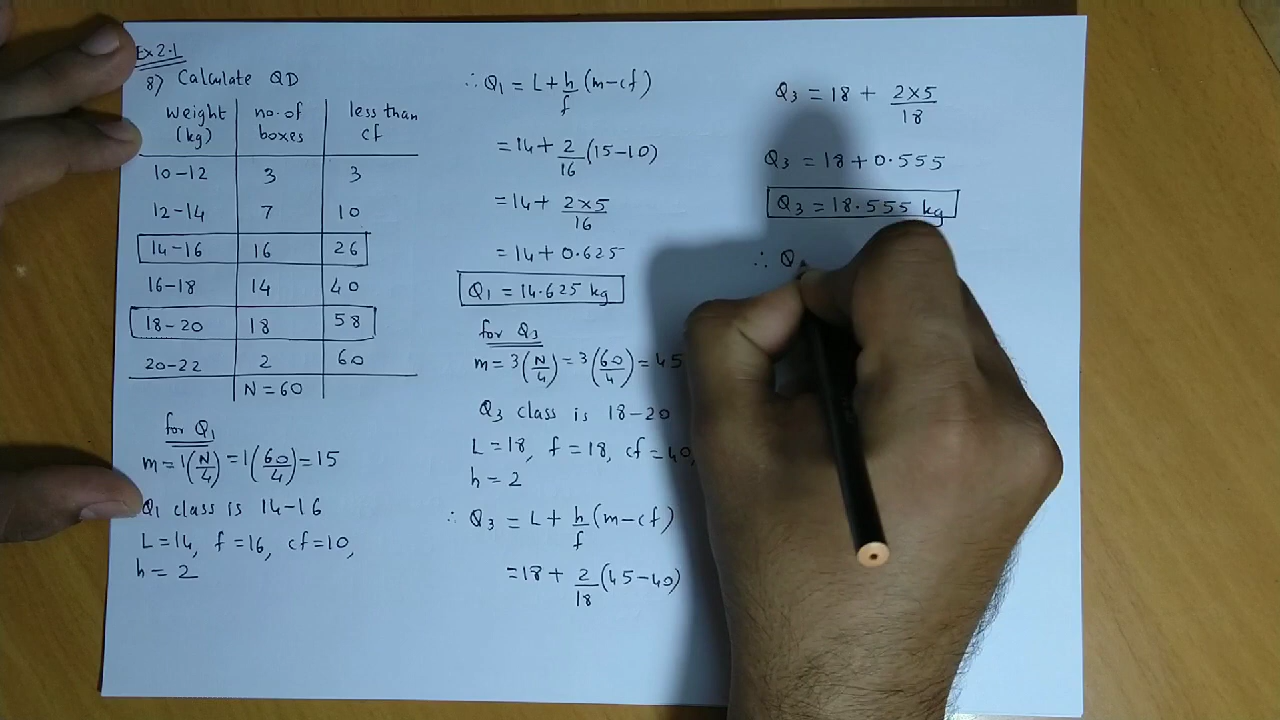 Ex 2.1
8) Calculate QD
weight (kg) no. of boxes less than cf
10-12 3 3
12-14 7 10
14-16 16 26
16-18 14 40
18-20 18 58
20-22 2 60
N = 60
for Q₁
m = 1(N/4) = 1(60/4) = 15
Q₁ class is 14-16
L = 14, f = 16, cf = 10,
h = 2
∴ Q₁ = L + h/f (m-cf)
= 14 + 2/16 (15-10)
= 14 + 2×5/16
= 14 + 0.625
Q₁ = 14.625 kg
for Q₃
m = 3(N/4) = 3(60/4) = 45
Q₃ class is 18-20
L = 18, f = 18, cf = 40,
h = 2
∴ Q₃ = L + h/f (m-cf)
= 18 + 2/18 (45-40)
Q₃ = 18 + 2×5/18
Q₃ = 18 + 0.555
Q₃ = 18.555 kg
∴ Q